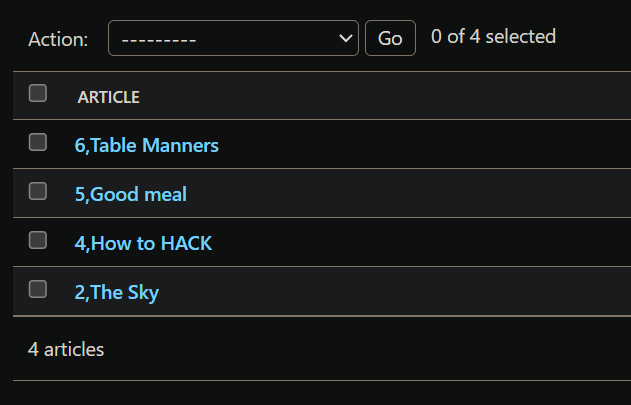 Action: --------- Go 0 of 4 selected
ARTICLE
6,Table Manners
5,Good meal
4,How to HACK
2,The Sky
4 articles